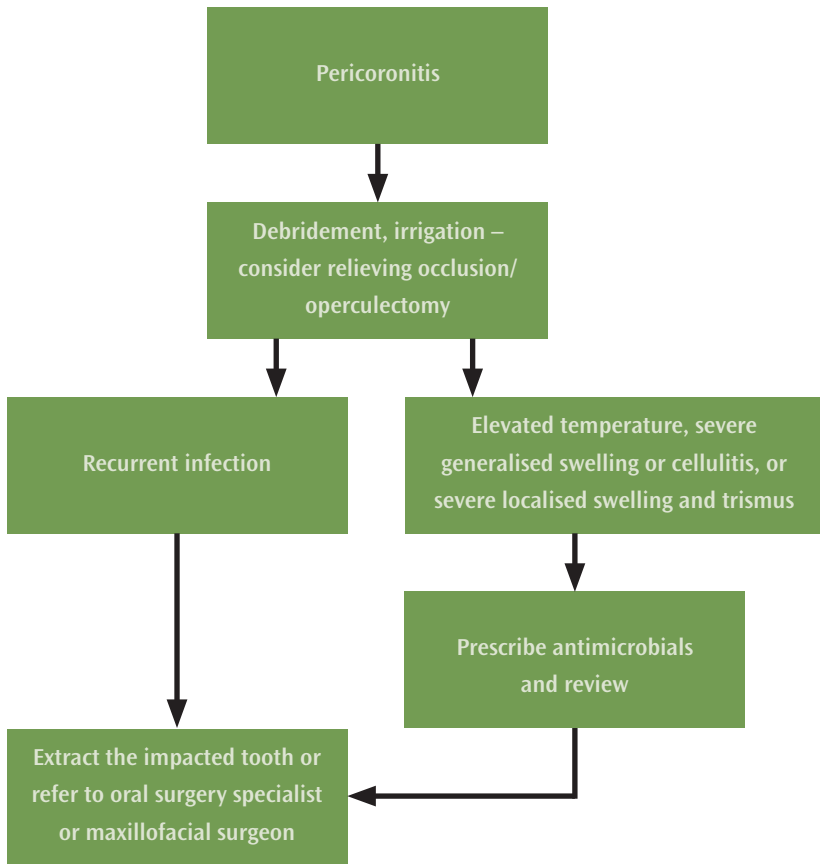 Pericoronitis
Debridement, irrigation –
consider relieving occlusion/
operculectomy
Recurrent infection
Elevated temperature, severe
generalised swelling or cellulitis, or
severe localised swelling and trismus
Prescribe antimicrobials
and review
Extract the impacted tooth or
refer to oral surgery specialist
or maxillofacial surgeon